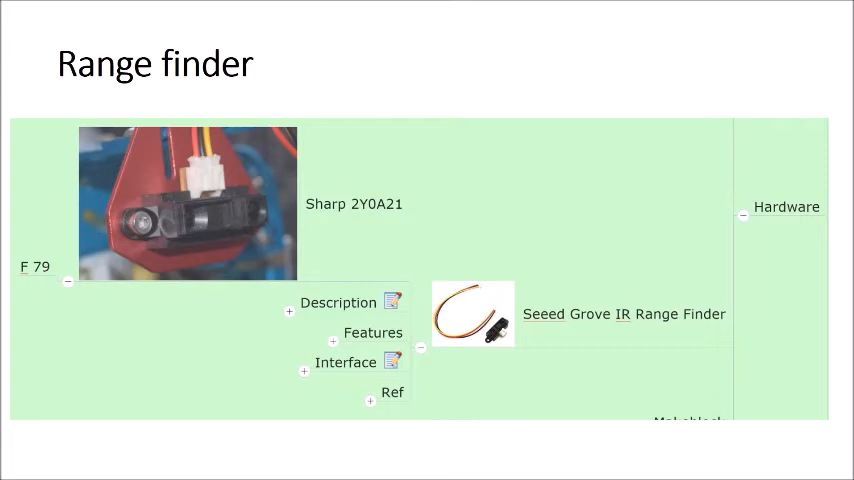 Range finder
Sharp 2Y0A21
Hardware
F 79
Description
Seeed Grove IR Range Finder
Features
Interface
Ref